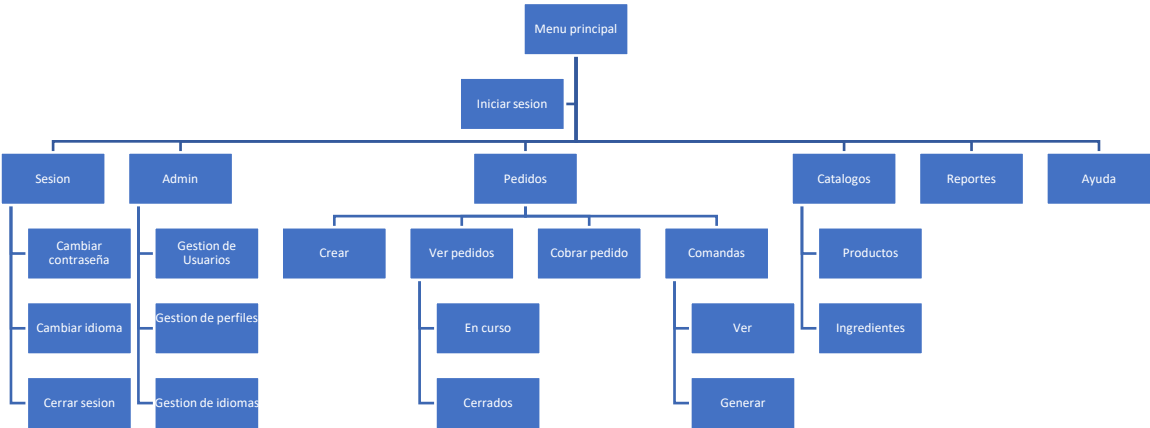 Menu principal
Iniciar sesion
Sesion
Admin
Pedidos
Catalogos
Reportes
Ayuda
Cambiar
contraseña
Gestion de
Usuarios
Crear
Ver pedidos
Cobrar pedido
Comandas
Productos
Cambiar idioma
Gestion de perfiles
En curso
Ver
Ingredientes
Cerrar sesion
Gestion de idiomas
Cerrados
Generar